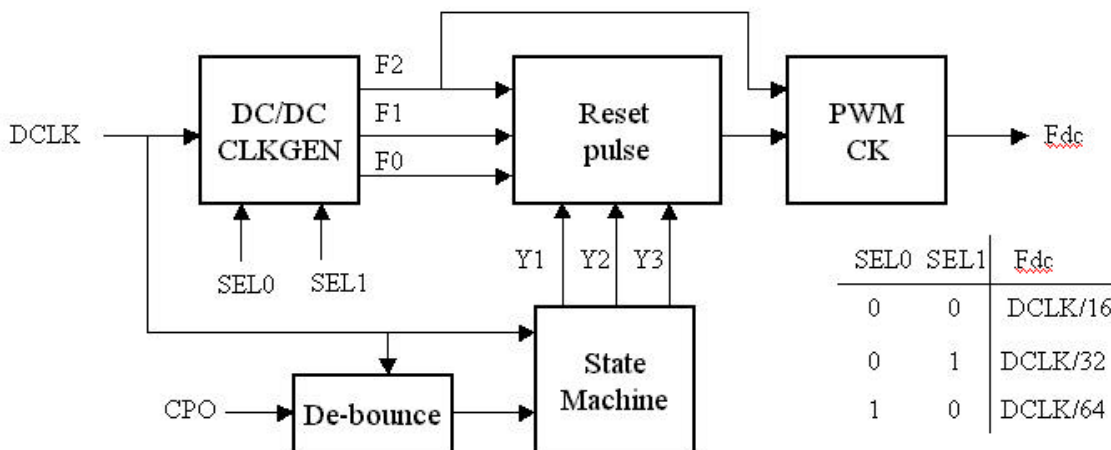 F2
DC/DC
CLKGEN
F1
F0
DCLK
Reset
pulse
PWM
CK
Fdc
SEL0
SEL1
Y1 Y2 Y3
SEL0 SEL1 Fdc
0 0 DCLK/16
0 1 DCLK/32
1 0 DCLK/64
State
Machine
CPO
De-bounce